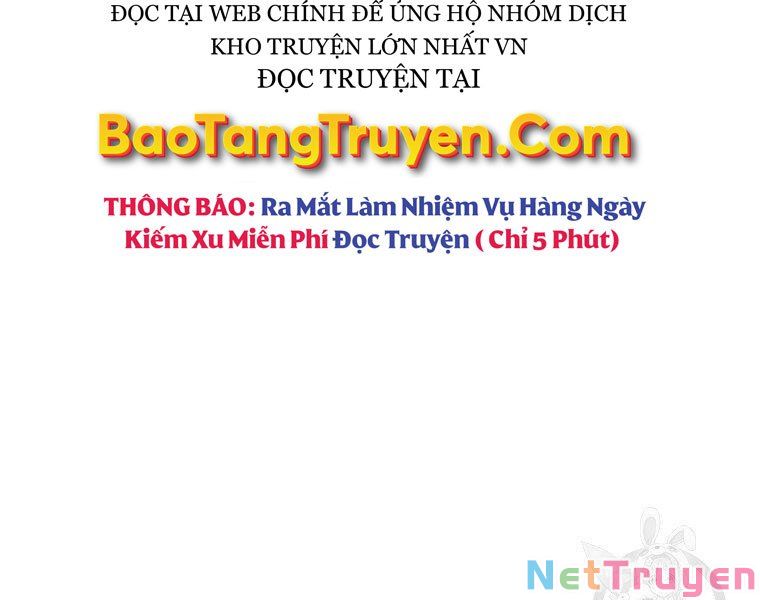 ĐỌC TẠI WEB CHÍNH ĐỂ ỦNG HỘ NHÓM DỊCH
KHO TRUYỆN LỚN NHẤT VN
ĐỌC TRUYỆN TẠI
BaoTangTruyen.Com
THÔNG BÁO: Ra Mắt Làm Nhiệm Vụ Hàng Ngày
Kiếm Xu Miễn Phí Đọc Truyện ( Chỉ 5 Phút)
NetTruyen